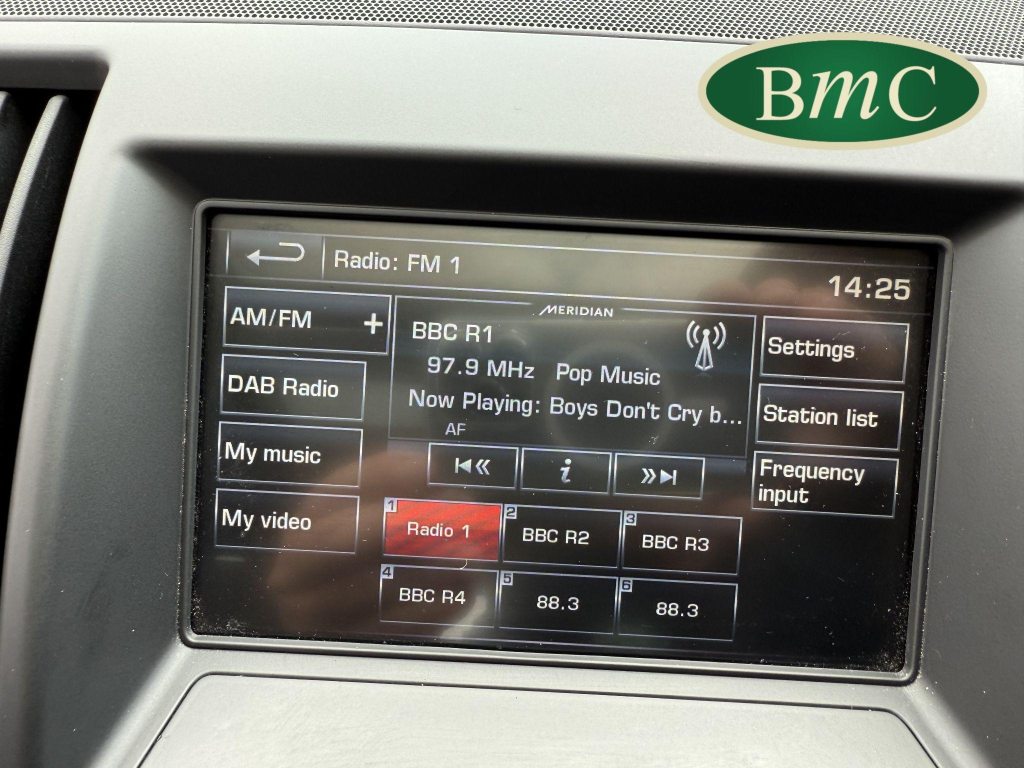 BmC
Radio: FM 1
14:25
AM/FM +
MERIDIAN
BBC R1
97.9 MHz Pop Music
Now Playing: Boys Don't Cry b...
AF
Settings
DAB Radio
Station list
My music
i
Frequency
input
My video
1 Radio 1
2 BBC R2
3 BBC R3
4 BBC R4
5 88.3
6 88.3